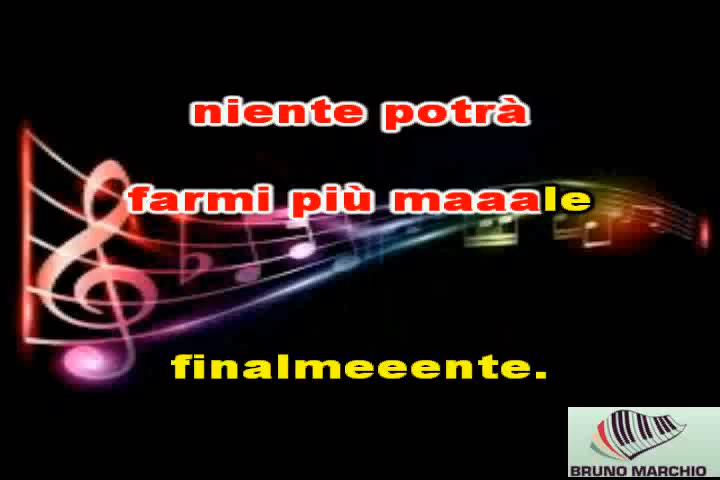 niente potrà
farmi più maaale
finalmeeente.
BRUNO MARCHIO